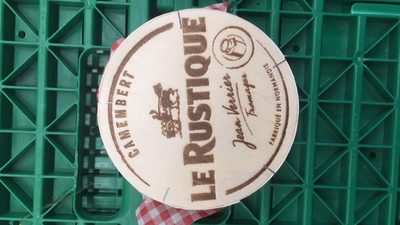 CAMEMBERT
LE RUSTIQUE
Jean Verrier
Fromager
FABRIQUÉ EN NORMANDIE